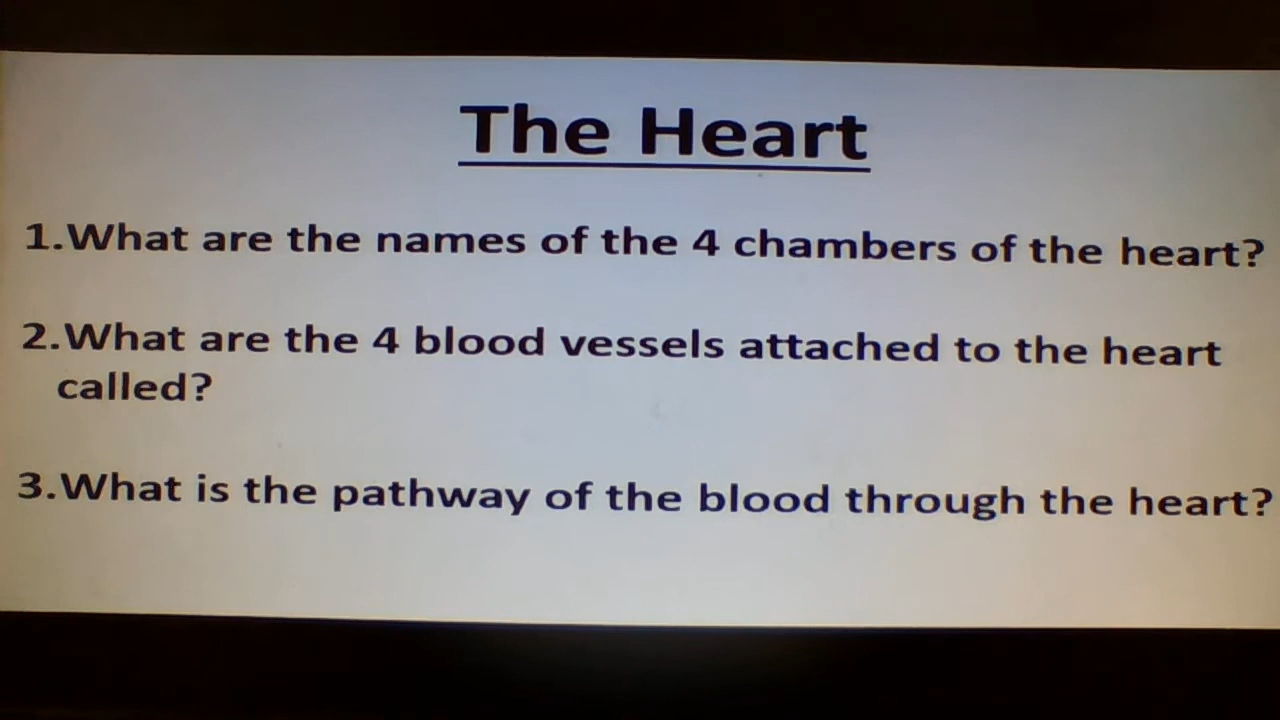 The Heart
1.What are the names of the 4 chambers of the heart?
2.What are the 4 blood vessels attached to the heart
called?
3.What is the pathway of the blood through the heart?